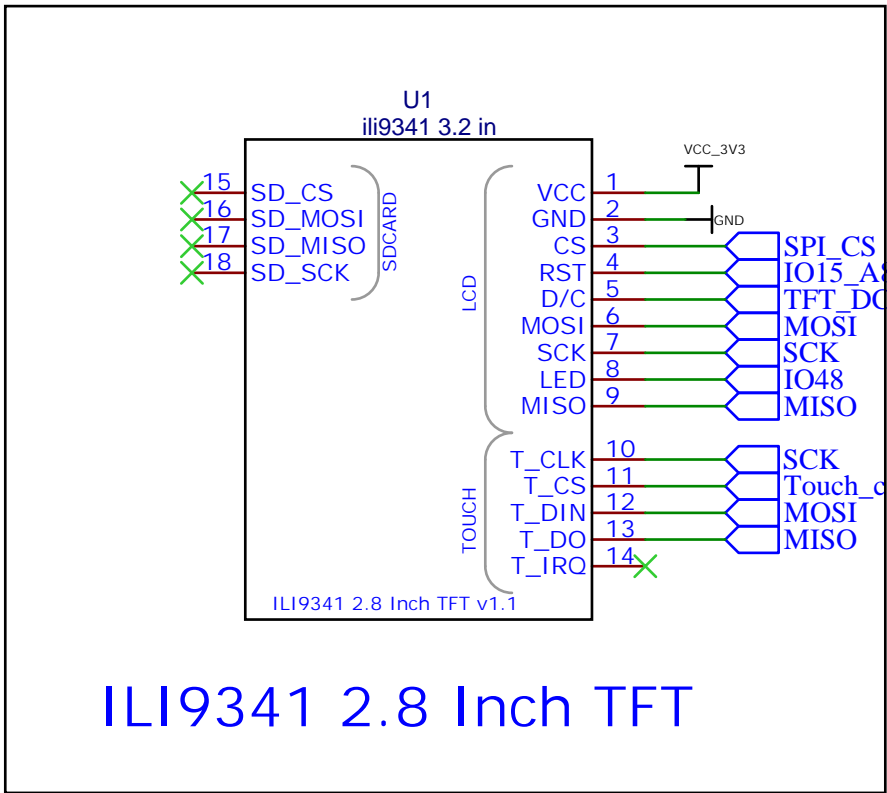 U1
ili9341 3.2 in
VCC_3V3
15 SD_CS
16 SD_MOSI
17 SD_MISO
18 SD_SCK
SDCARD
LCD
VCC 1
GND 2 GND
CS 3 SPI_CS
RST 4 IO15_A8
D/C 5 TFT_DC
MOSI 6 MOSI
SCK 7 SCK
LED 8 IO48
MISO 9 MISO
TOUCH
T_CLK 10 SCK
T_CS 11 Touch_c
T_DIN 12 MOSI
T_DO 13 MISO
T_IRQ 14
ILI9341 2.8 Inch TFT v1.1
ILI9341 2.8 Inch TFT